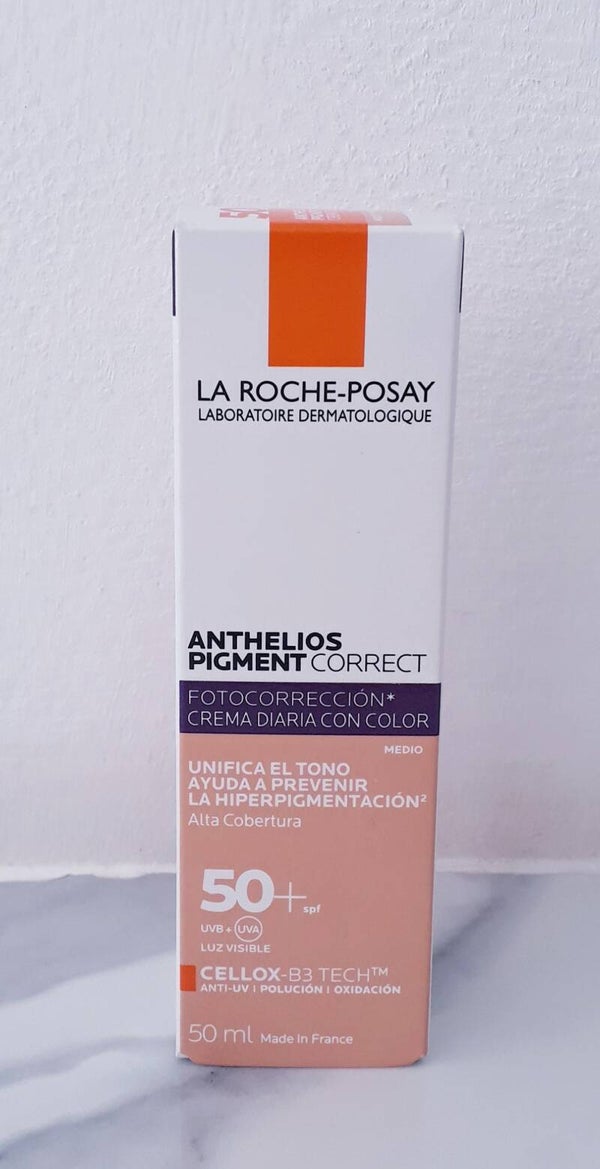 LA ROCHE-POSAY
LABORATOIRE DERMATOLOGIQUE
ANTHELIOS
PIGMENT CORRECT
FOTOCORRECCIÓN*
CREMA DIARIA CON COLOR
MEDIO
UNIFICA EL TONO
AYUDA A PREVENIR
LA HIPERPIGMENTACIÓN²
Alta Cobertura
50+ spf
UVB + UVA
LUZ VISIBLE
CELLOX-B3 TECH™
ANTI-UV | POLUCIÓN | OXIDACIÓN
50 ml Made In France